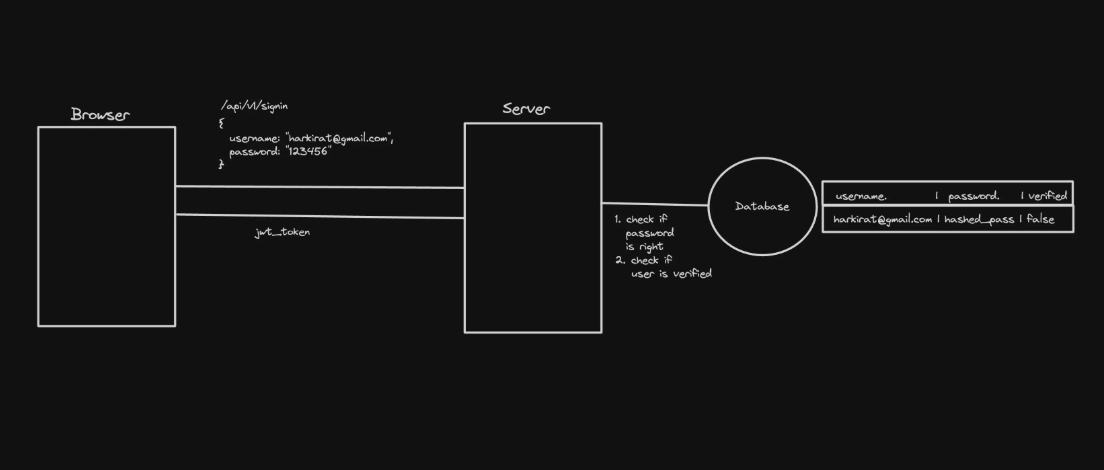 Browser
/api/v1/signin
{
username: "harkirat@gmail.com",
password: "123456"
}
jwt_token
Server
1. check if
password
is right
2. check if
user is verified
Database
username. | password. | verified
harkirat@gmail.com | hashed_pass | false